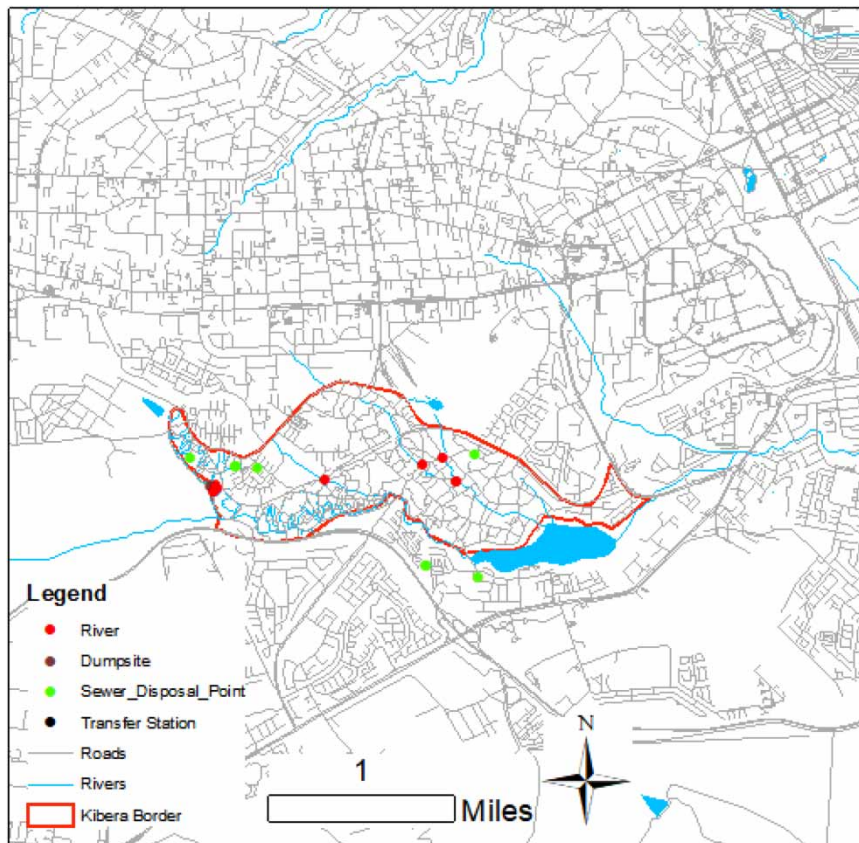 Legend
River
Dumpsite
Sewer_Disposal_Point
Transfer Station
Roads
Rivers
Kibera Border
1
Miles
N